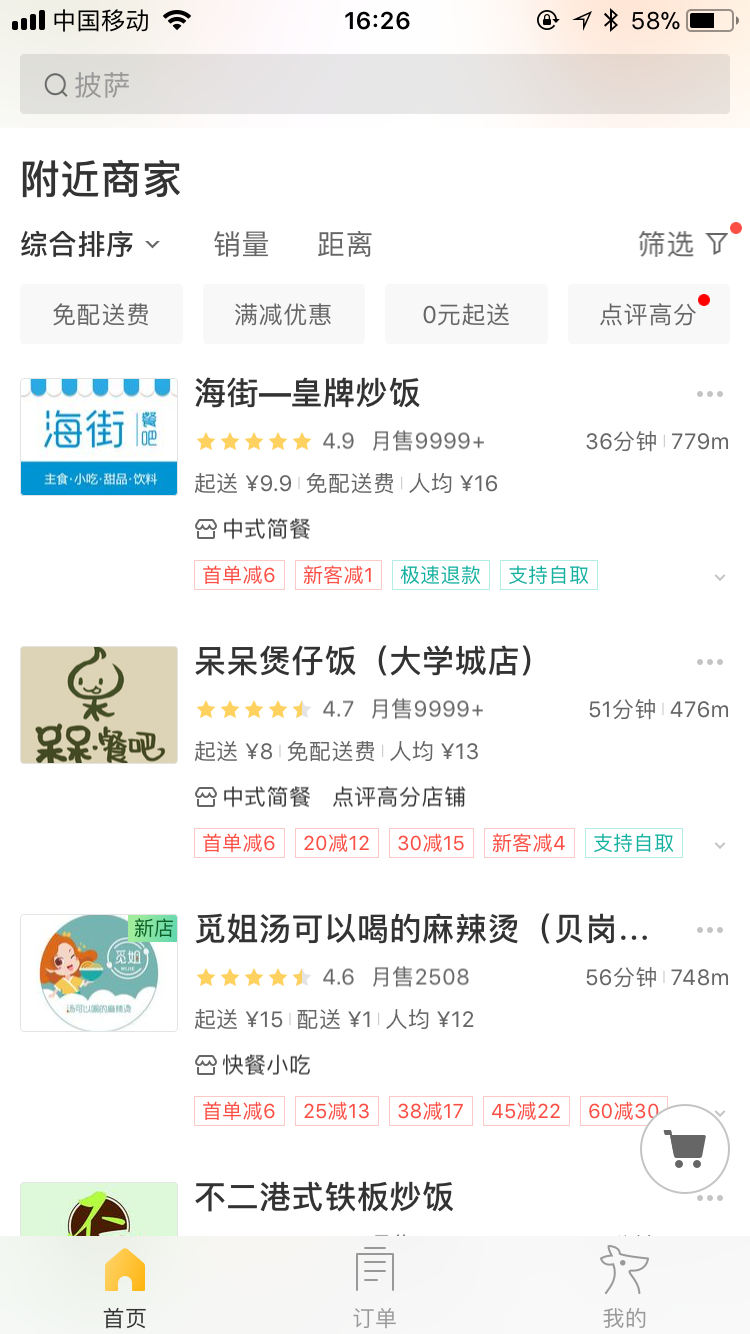 中国移动 16:26 58%
披萨
附近商家
综合排序 销量 距离 筛选
免配送费 满减优惠 0元起送 点评高分
海街—皇牌炒饭
海街 餐吧
主食·小吃·甜品·饮料
4.9 月售9999+ 36分钟 779m
起送 ¥9.9 免配送费 人均 ¥16
中式简餐
首单减6 新客减1 极速退款 支持自取
呆呆煲仔饭（大学城店）
呆呆·餐吧
4.7 月售9999+ 51分钟 476m
起送 ¥8 免配送费 人均 ¥13
中式简餐 点评高分店铺
首单减6 20减12 30减15 新客减4 支持自取
新店
觅姐汤可以喝的麻辣烫（贝岗...
觅姐
MIJIE
汤可以喝的麻辣烫
4.6 月售2508 56分钟 748m
起送 ¥15 配送 ¥1 人均 ¥12
快餐小吃
首单减6 25减13 38减17 45减22 60减30
不二港式铁板炒饭
首页 订单 我的